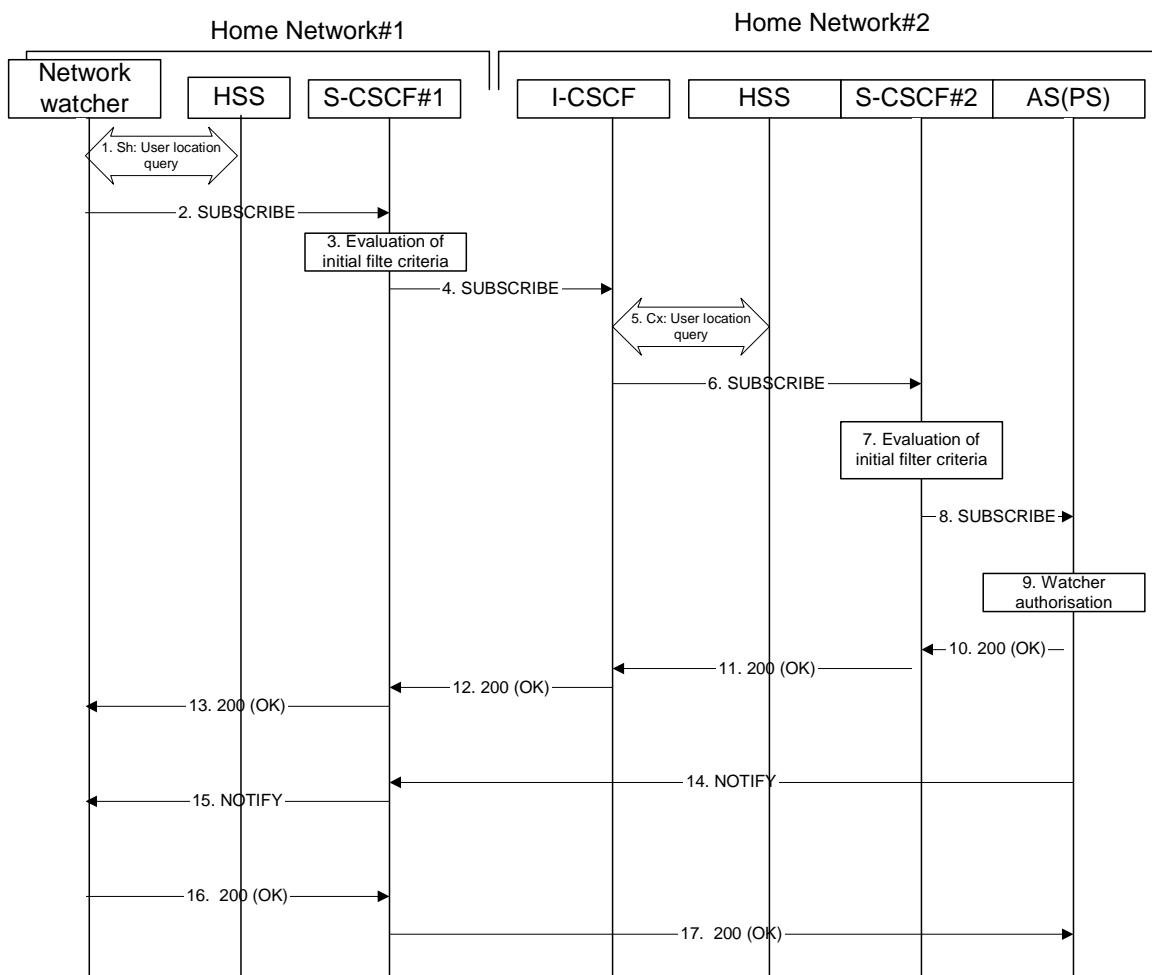 Home Network#1
Home Network#2
Network
watcher
HSS
S-CSCF#1
I-CSCF
HSS
S-CSCF#2
AS(PS)
1. Sh: User location
query
2. SUBSCRIBE
3. Evaluation of
initial filte criteria
4. SUBSCRIBE
5. Cx: User location
query
6. SUBSCRIBE
7. Evaluation of
initial filter criteria
8. SUBSCRIBE
9. Watcher
authorisation
10. 200 (OK)
11. 200 (OK)
12. 200 (OK)
13. 200 (OK)
14. NOTIFY
15. NOTIFY
16. 200 (OK)
17. 200 (OK)